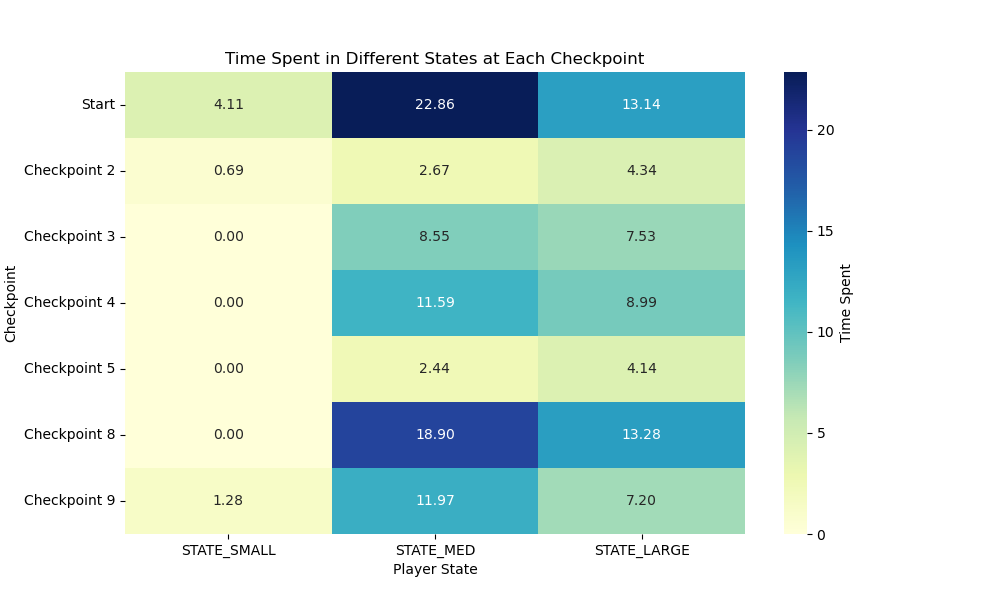 Time Spent in Different States at Each Checkpoint
Start 4.11 22.86 13.14
Checkpoint 2 0.69 2.67 4.34
Checkpoint 3 0.00 8.55 7.53
Checkpoint 4 0.00 11.59 8.99
Checkpoint 5 0.00 2.44 4.14
Checkpoint 8 0.00 18.90 13.28
Checkpoint 9 1.28 11.97 7.20
STATE_SMALL STATE_MED STATE_LARGE
Player State
Checkpoint
20
15
10
5
0
Time Spent